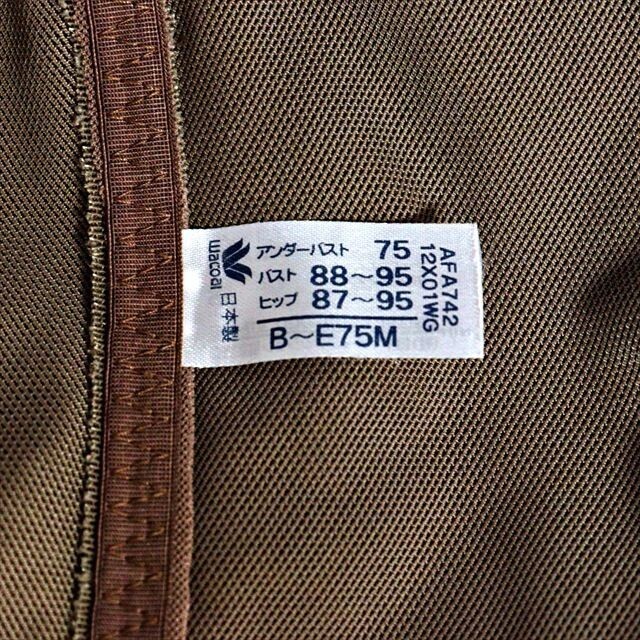 wacoal
日本製
アンダーバスト 75
バスト 88～95
ヒップ 87～95
B～E75M
AFA742
12X01WG